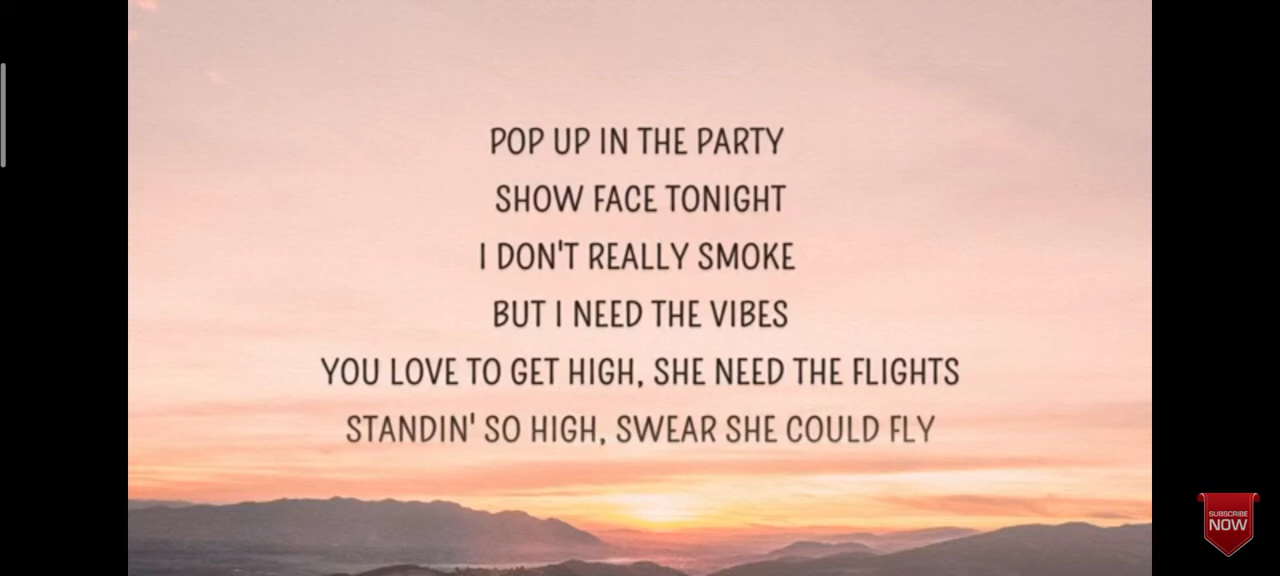 POP UP IN THE PARTY
SHOW FACE TONIGHT
I DON'T REALLY SMOKE
BUT I NEED THE VIBES
YOU LOVE TO GET HIGH, SHE NEED THE FLIGHTS
STANDIN' SO HIGH, SWEAR SHE COULD FLY
SUBSCRIBE
NOW